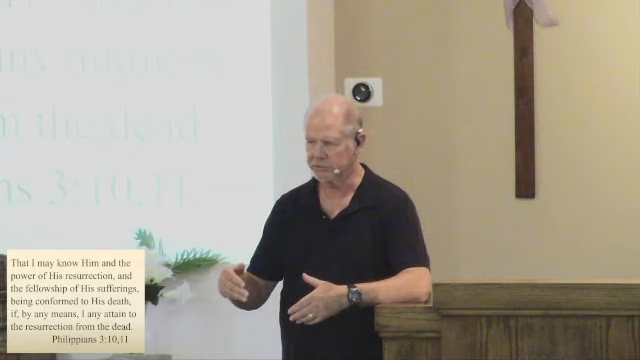 m the dead
ns 3:10,11
That I may know Him and the
power of His resurrection, and
the fellowship of His sufferings,
being conformed to His death,
if, by any means, I any attain to
the resurrection from the dead.
Philippians 3:10,11